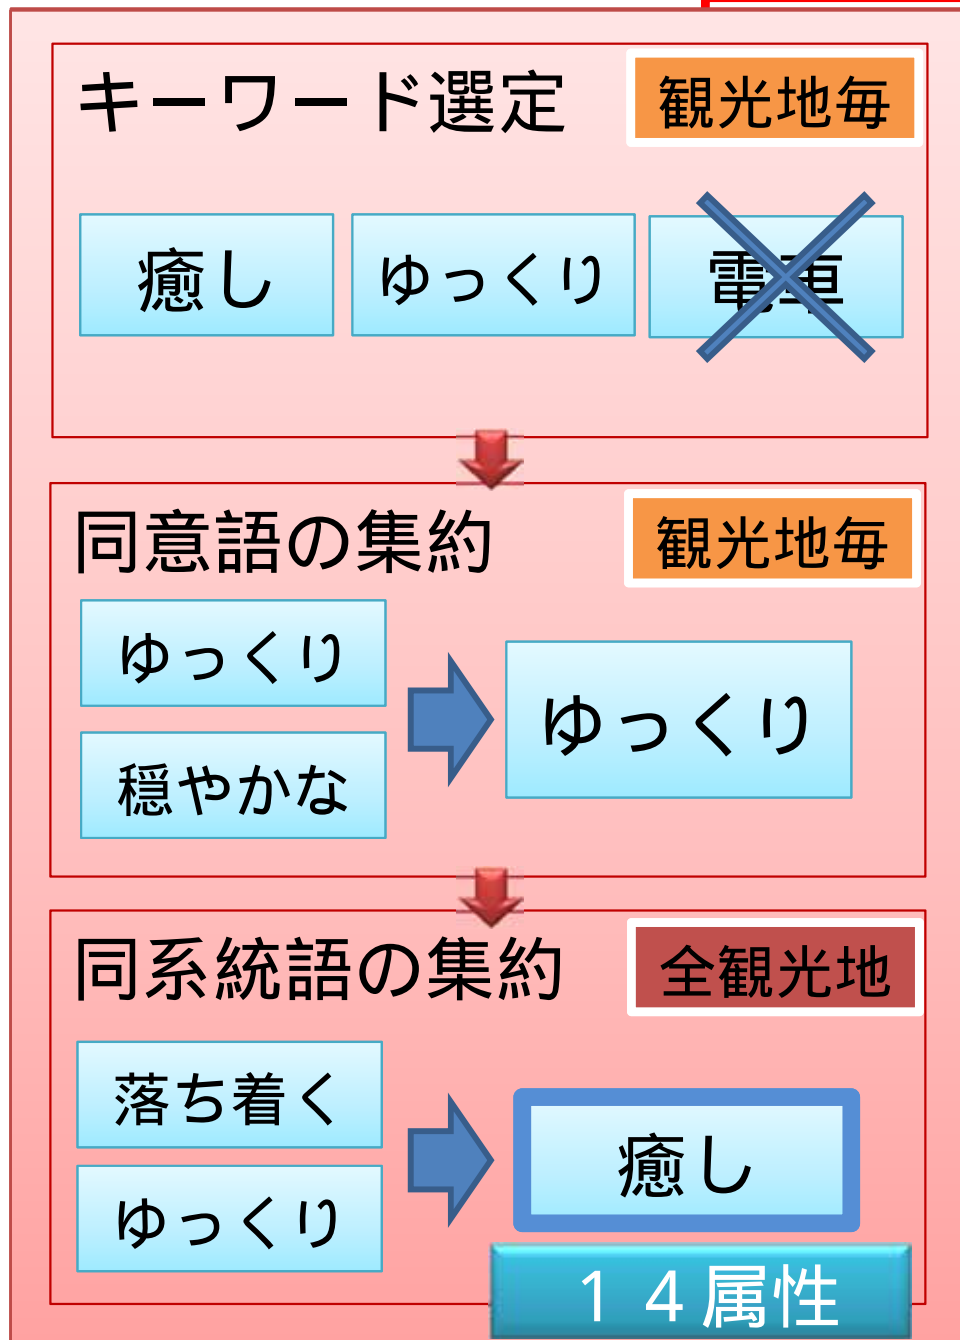 キーワード選定
観光地毎
癒し
ゆっくり
電車
同意語の集約
観光地毎
ゆっくり
穏やかな
ゆっくり
同系統語の集約
全観光地
落ち着く
ゆっくり
癒し
１４属性